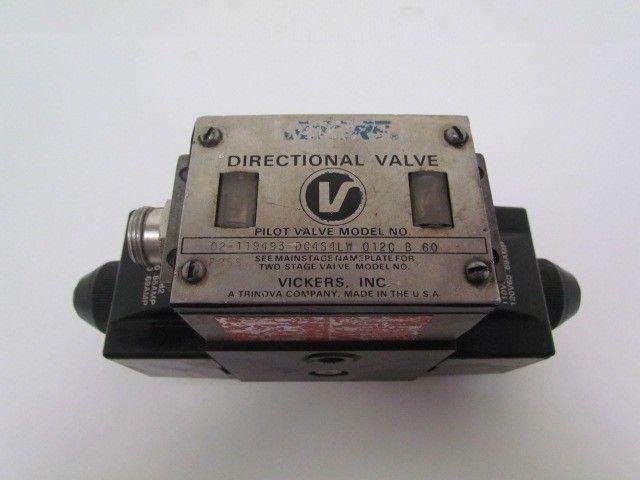 VICKERS®
DIRECTIONAL VALVE
V
PILOT VALVE MODEL NO.
02-119493 DG4S4LW 012C B 60
SEE MAINSTAGE NAMEPLATE FOR
TWO STAGE VALVE MODEL NO.
VICKERS, INC.
A TRINOVA COMPANY, MADE IN THE U S A